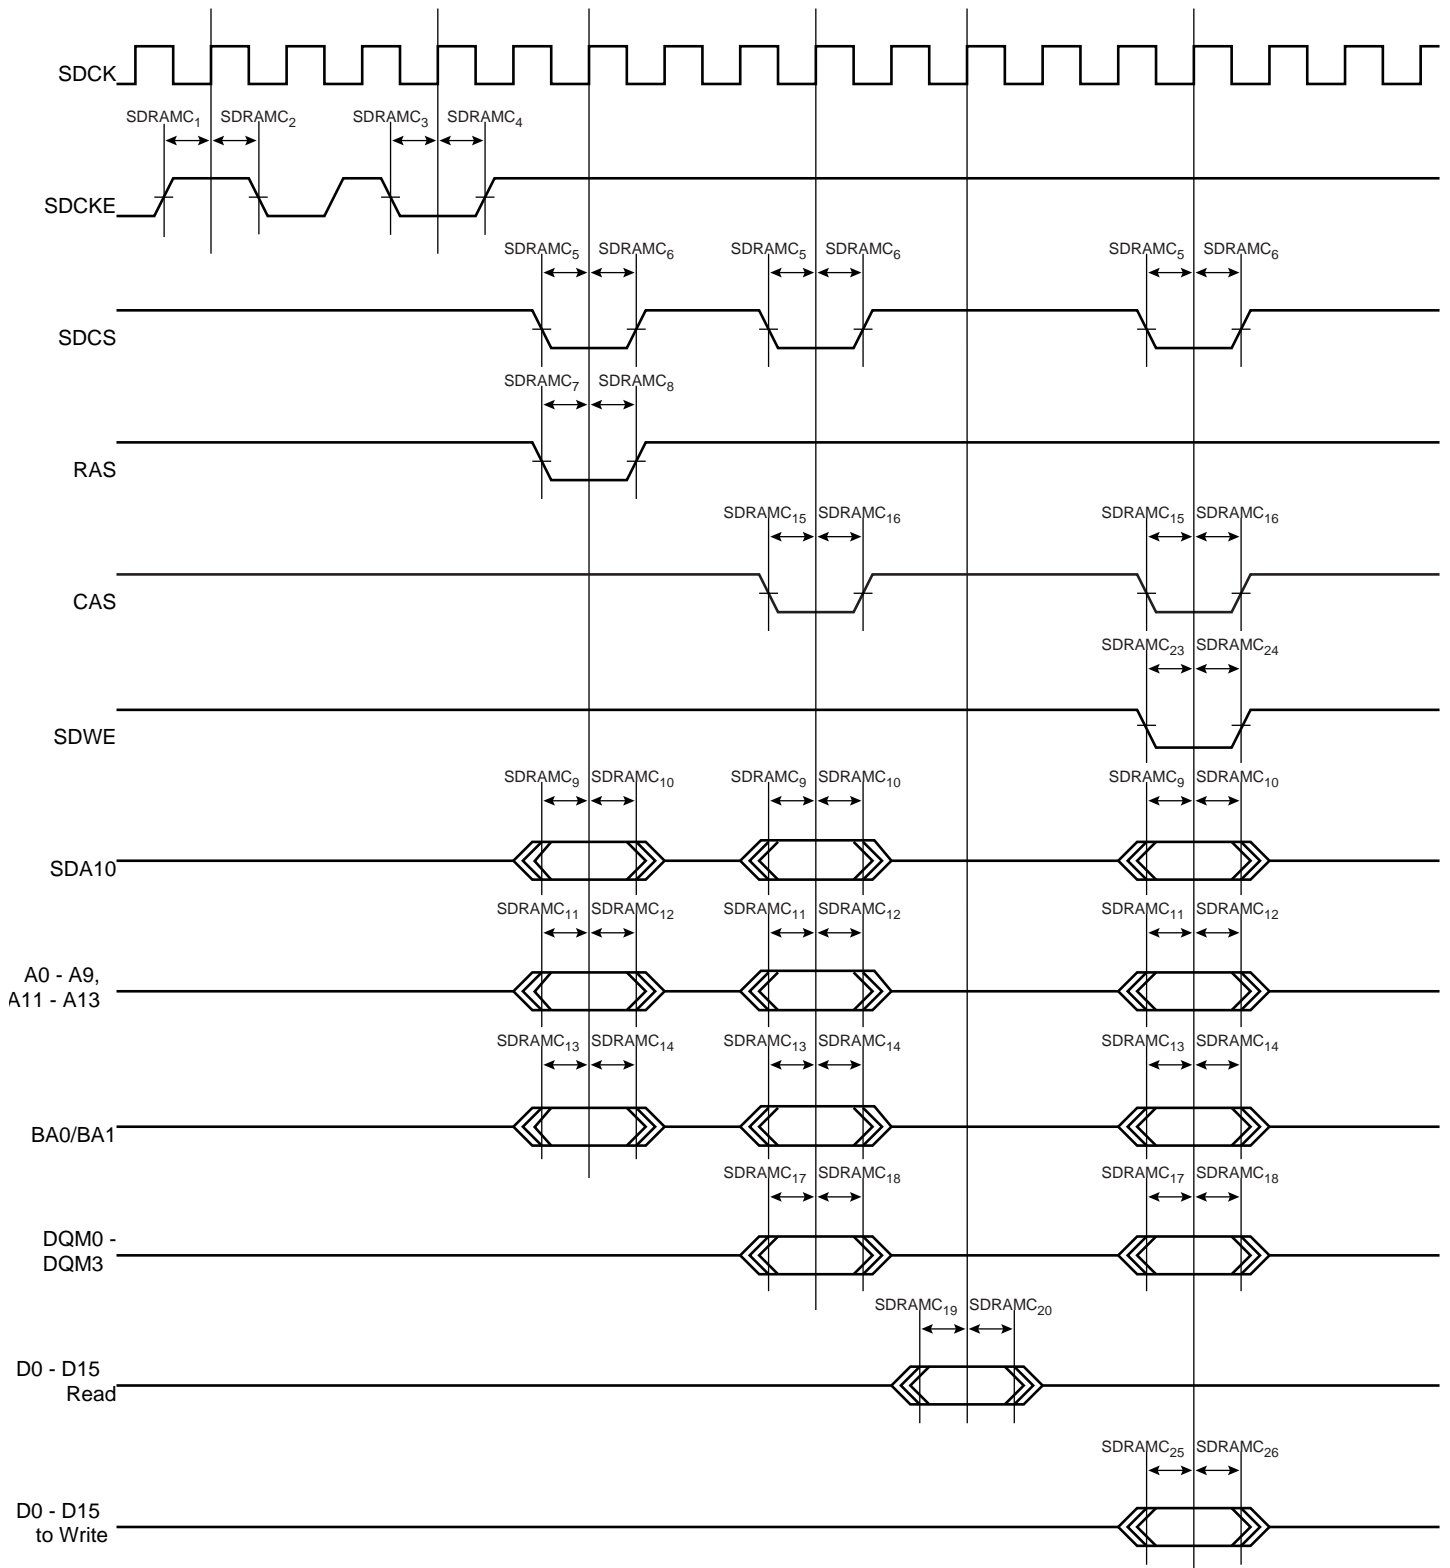 SDCK
SDRAMC1 SDRAMC2 SDRAMC3 SDRAMC4
SDCKE
SDRAMC5 SDRAMC6 SDRAMC5 SDRAMC6 SDRAMC5 SDRAMC6
SDCS
SDRAMC7 SDRAMC8
RAS
SDRAMC15 SDRAMC16 SDRAMC15 SDRAMC16
CAS
SDRAMC23 SDRAMC24
SDWE
SDRAMC9 SDRAMC10 SDRAMC9 SDRAMC10 SDRAMC9 SDRAMC10
SDA10
SDRAMC11 SDRAMC12 SDRAMC11 SDRAMC12 SDRAMC11 SDRAMC12
A0 - A9,
A11 - A13
SDRAMC13 SDRAMC14 SDRAMC13 SDRAMC14 SDRAMC13 SDRAMC14
BA0/BA1
SDRAMC17 SDRAMC18 SDRAMC17 SDRAMC18
DQM0 -
DQM3
SDRAMC19 SDRAMC20
D0 - D15
Read
SDRAMC25 SDRAMC26
D0 - D15
to Write